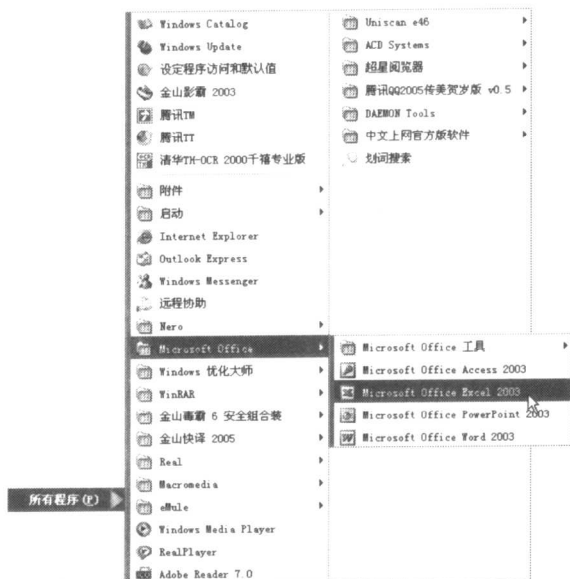 Windows Catalog
Windows Update
设定程序访问和默认值
金山影霸 2003
腾讯TM
腾讯TT
清华TH-OCR 2000千禧专业版
附件
启动
Internet Explorer
Outlook Express
Windows Messenger
远程协助
Nero
Microsoft Office
Windows 优化大师
WinRAR
金山毒霸 6 安全组合装
金山快译 2005
Real
Macromedia
eMule
Windows Media Player
RealPlayer
Adobe Reader 7.0
所有程序(P)
Uniscan e46
ACD Systems
超星阅览器
腾讯QQ2005传美贺岁版 v0.5
DAEMON Tools
中文上网官方版软件
划词搜索
Microsoft Office 工具
Microsoft Office Access 2003
Microsoft Office Excel 2003
Microsoft Office PowerPoint 2003
Microsoft Office Word 2003